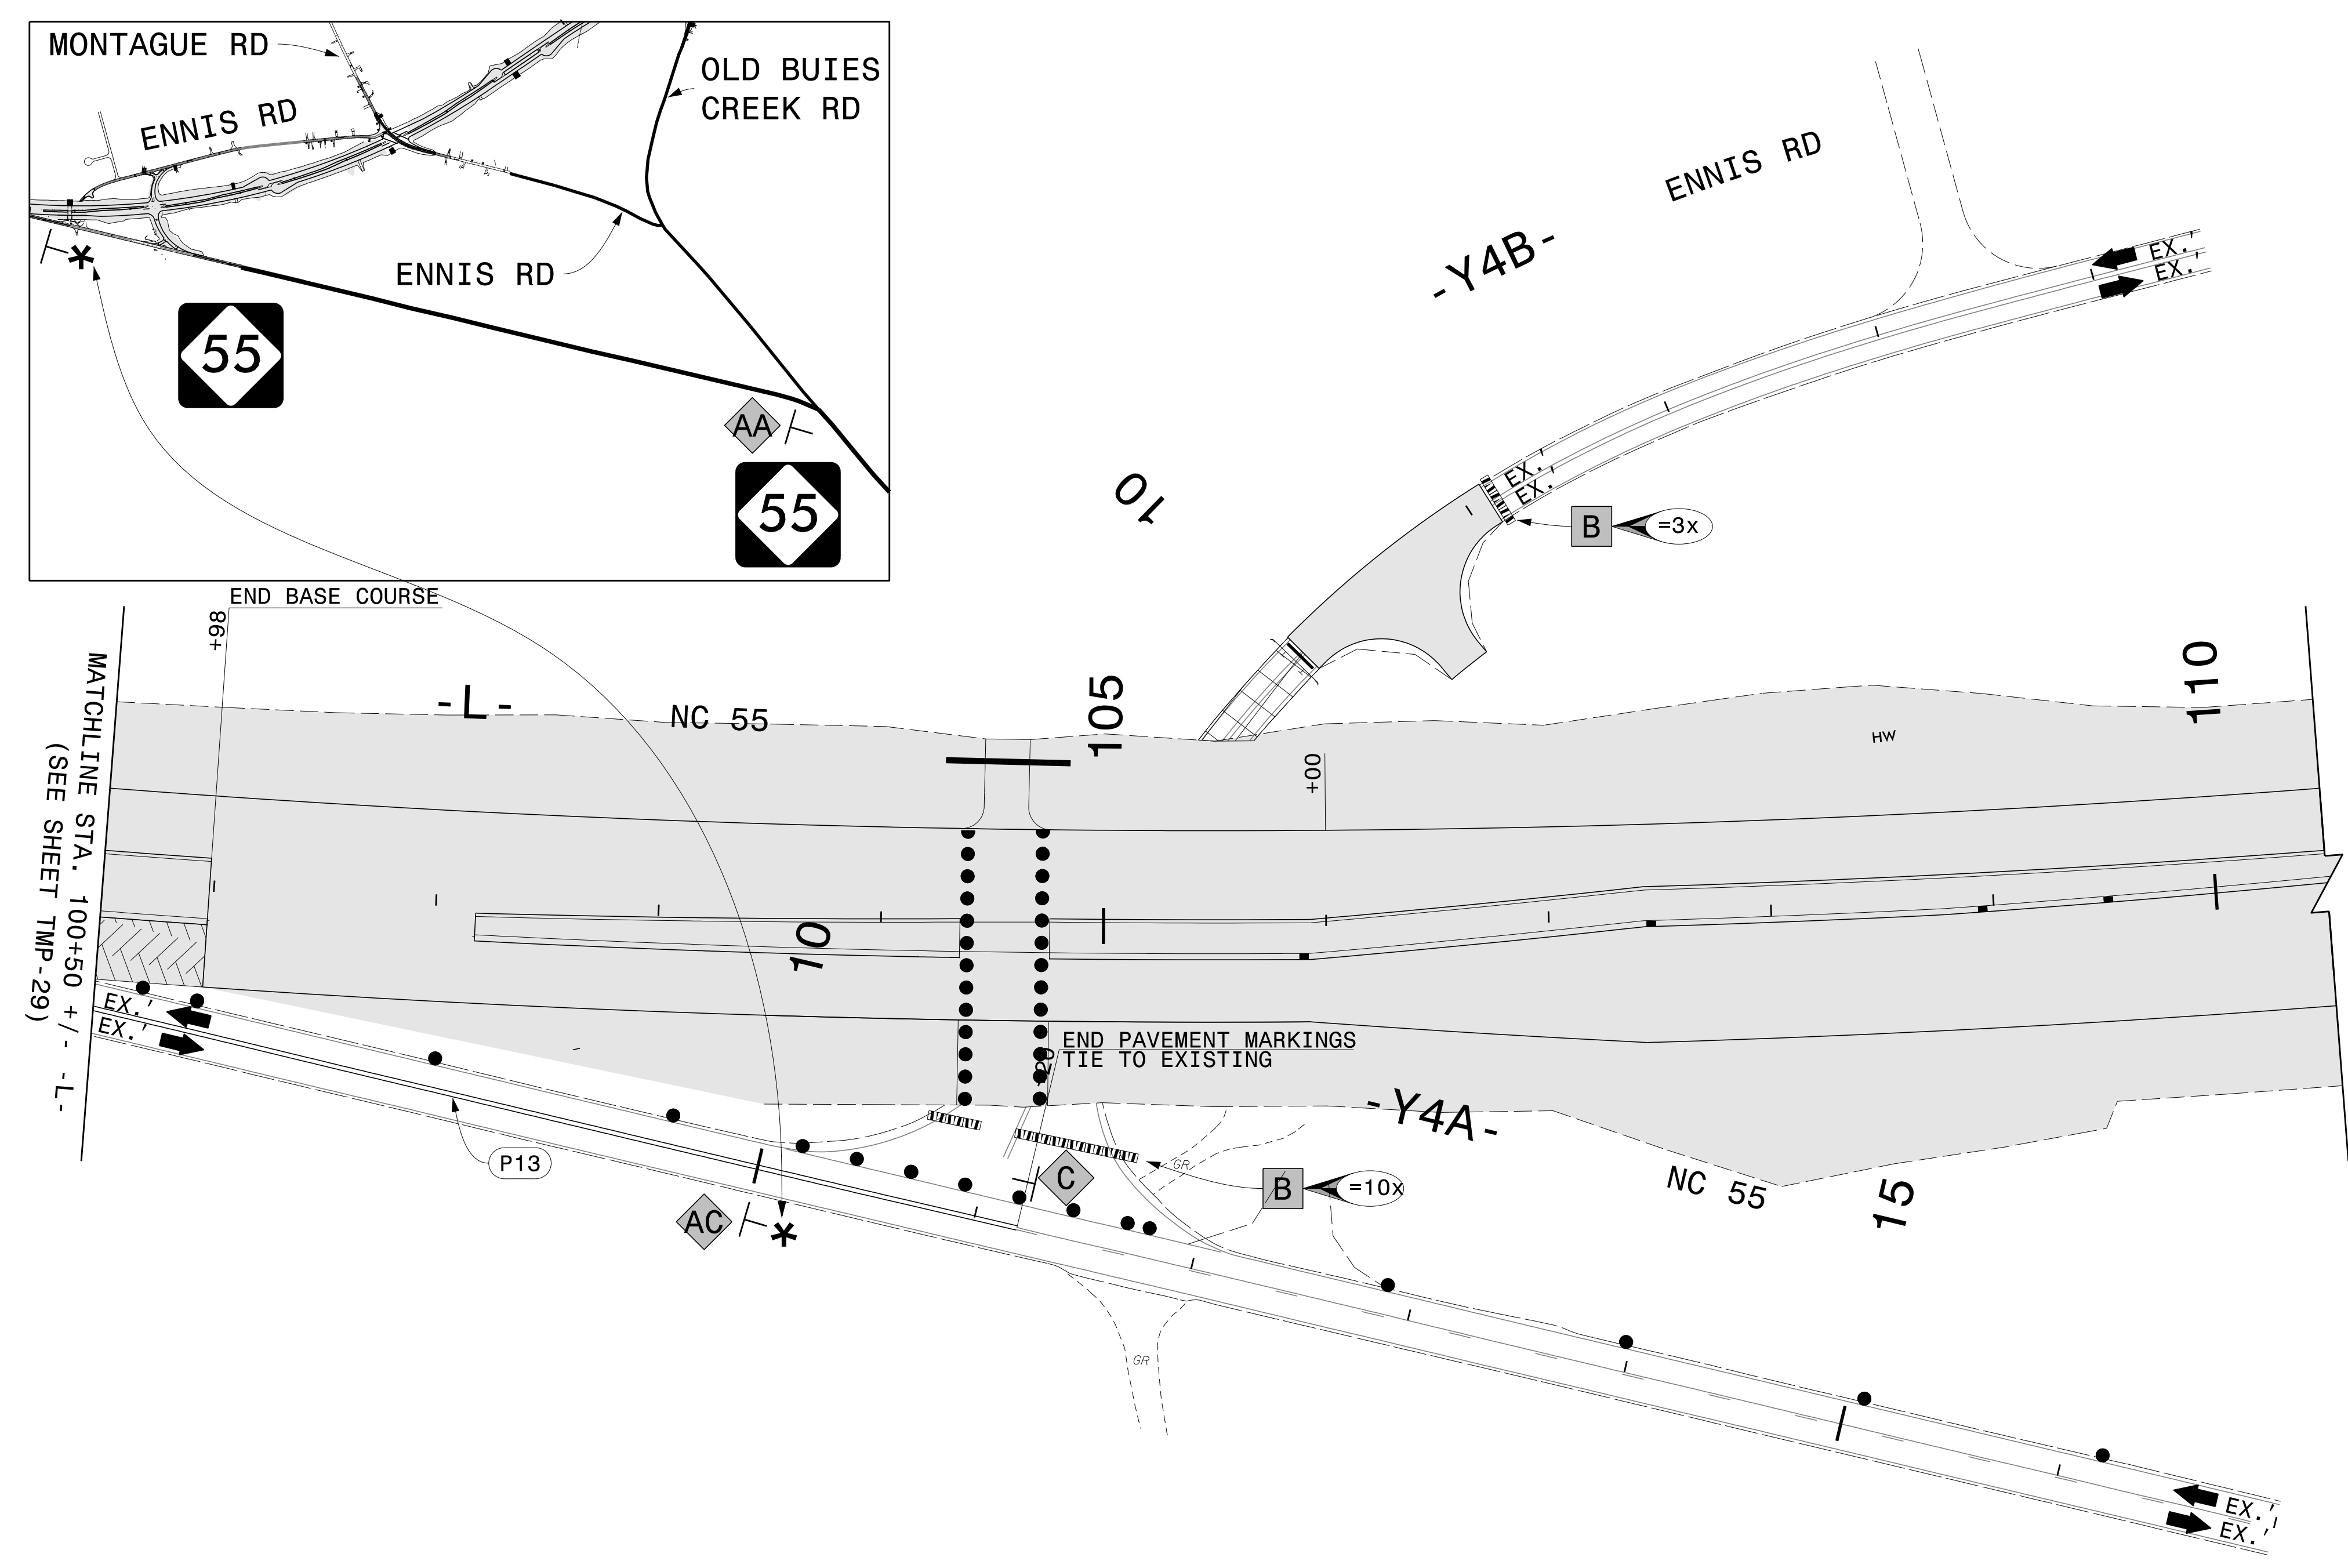 MONTAGUE RD
ENNIS RD
OLD BUIES
CREEK RD
ENNIS RD
55
AA
55
ENNIS RD
-Y4B-
EX.'
EX.'
10
EX.'
EX.'
B
=3x
END BASE COURSE
+98
MATCHLINE STA. 100+50 +/- -L-
(SEE SHEET TMP-29)
-L-
NC 55
105
+00
HW
110
10
EX.'
EX.'
END PAVEMENT MARKINGS
TIE TO EXISTING
-Y4A-
NC 55
15
P13
AC
*
*
C
GR
B
=10x
GR
EX.'
EX.'